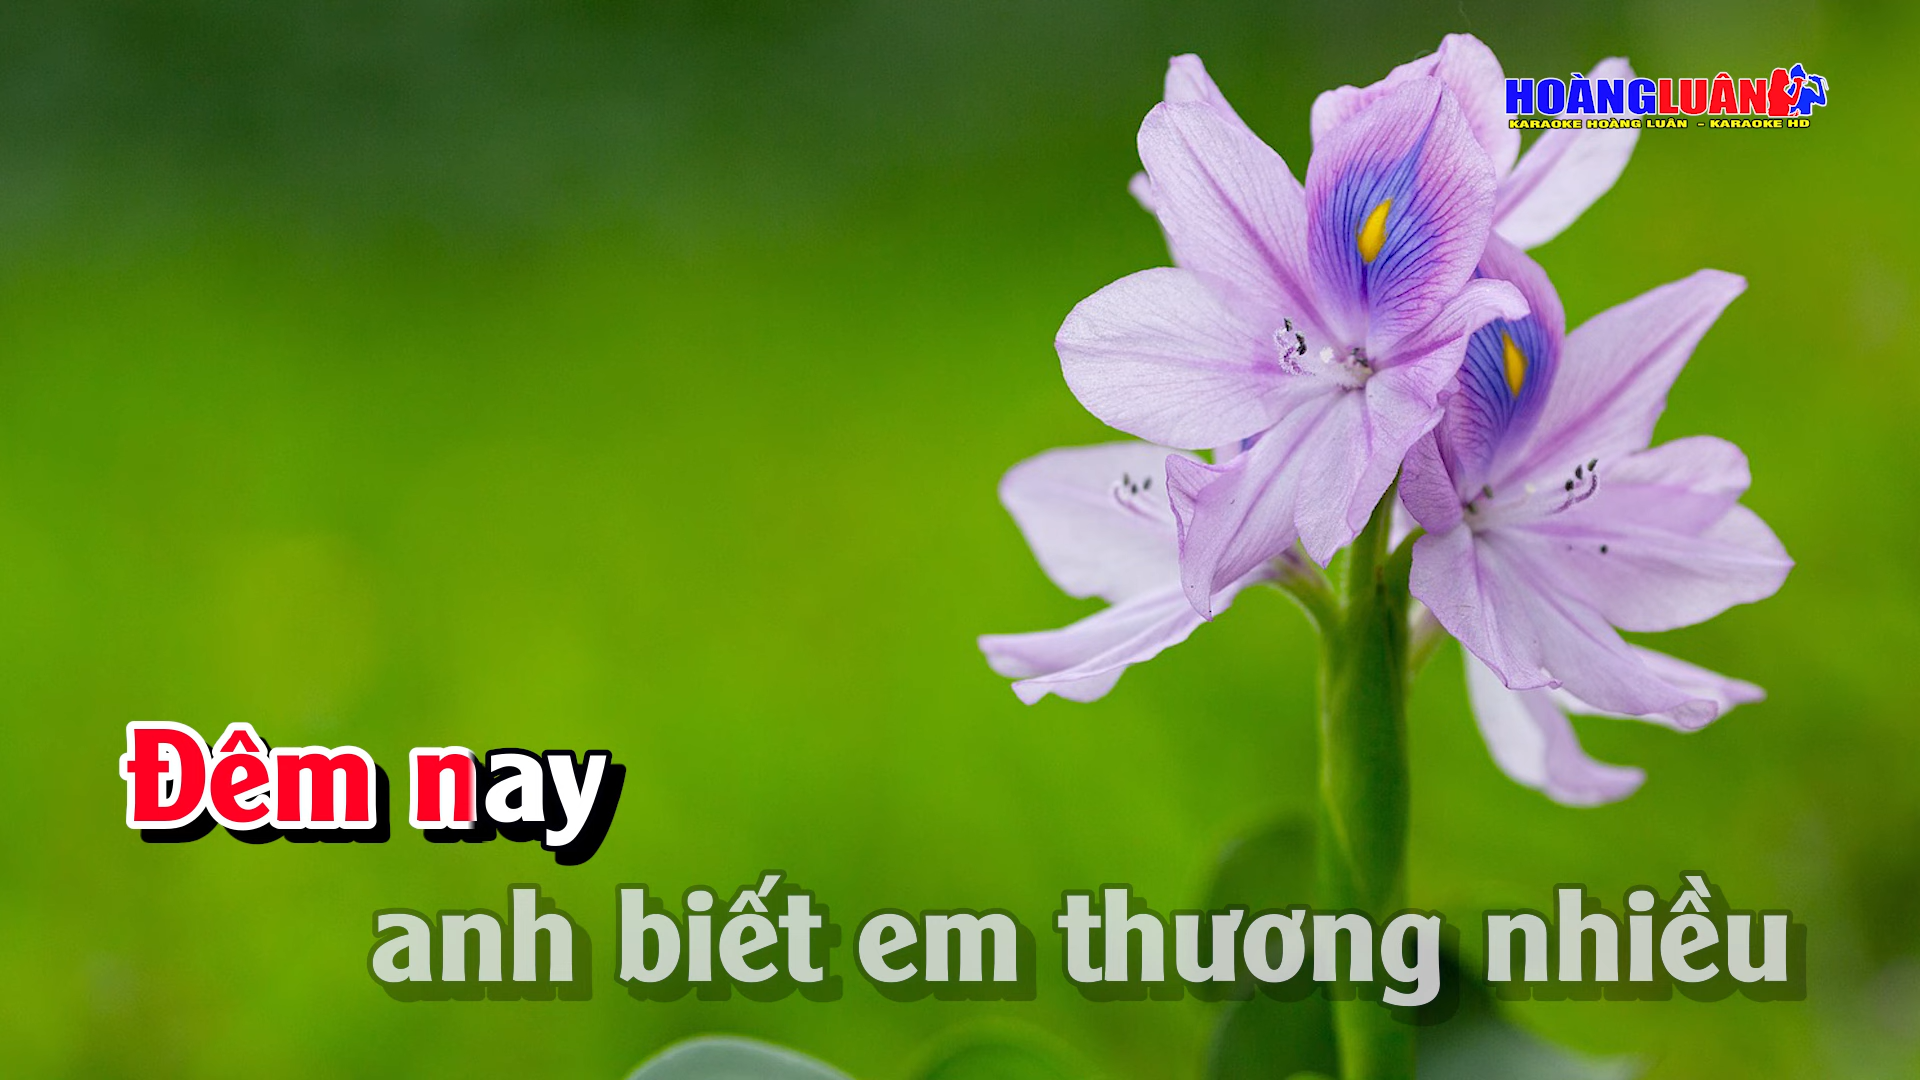 HOÀNGLUÂN
KARAOKE HOÀNG LUÂN - KARAOKE HD
Đêm nay
anh biết em thương nhiều